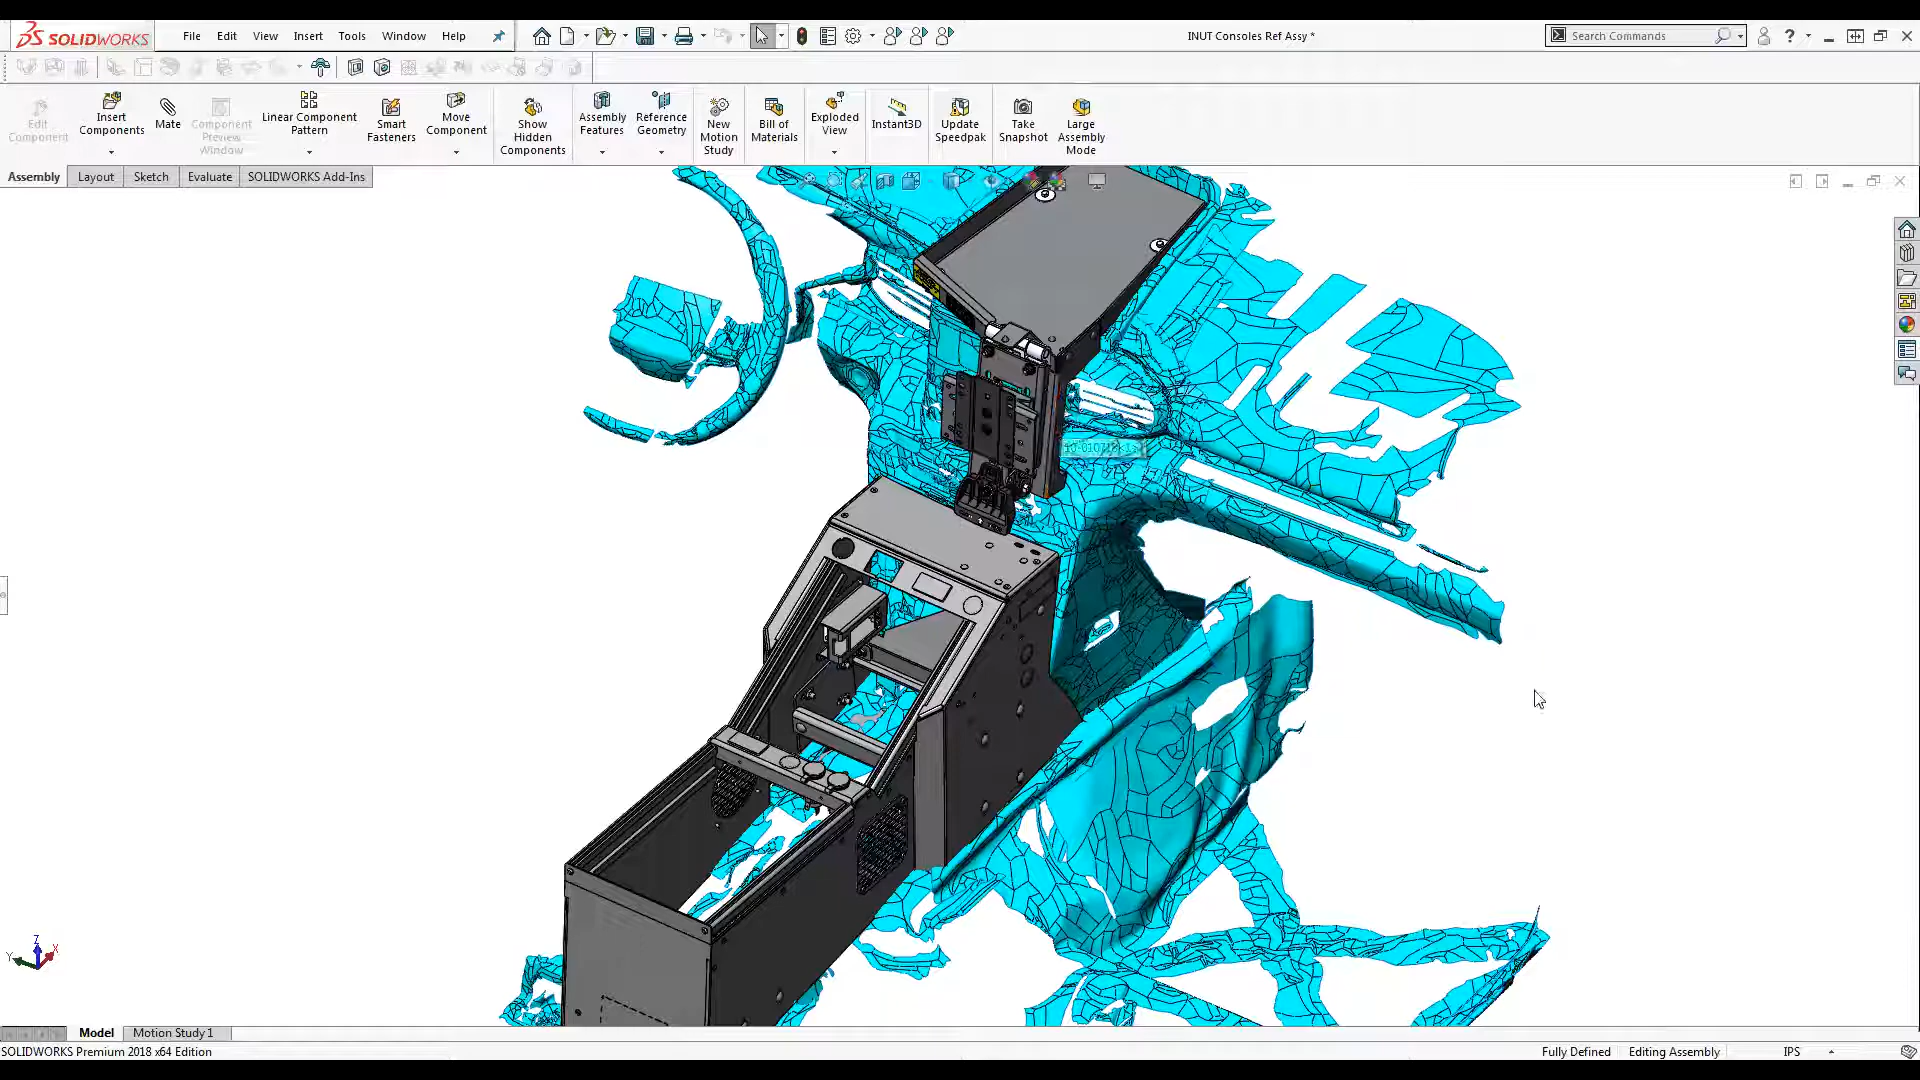 SOLIDWORKS File Edit View Insert Tools Window Help INUT Consoles Ref Assy * Search Commands ?
Edit Component
Insert Components
Mate
Component Preview Window
Linear Component Pattern
Smart Fasteners
Move Component
Show Hidden Components
Assembly Features
Reference Geometry
New Motion Study
Bill of Materials
Exploded View
Instant3D
Update Speedpak
Take Snapshot
Large Assembly Mode
Assembly Layout Sketch Evaluate SOLIDWORKS Add-Ins
Z
Y X
Model Motion Study 1
SOLIDWORKS Premium 2018 x64 Edition Fully Defined Editing Assembly IPS